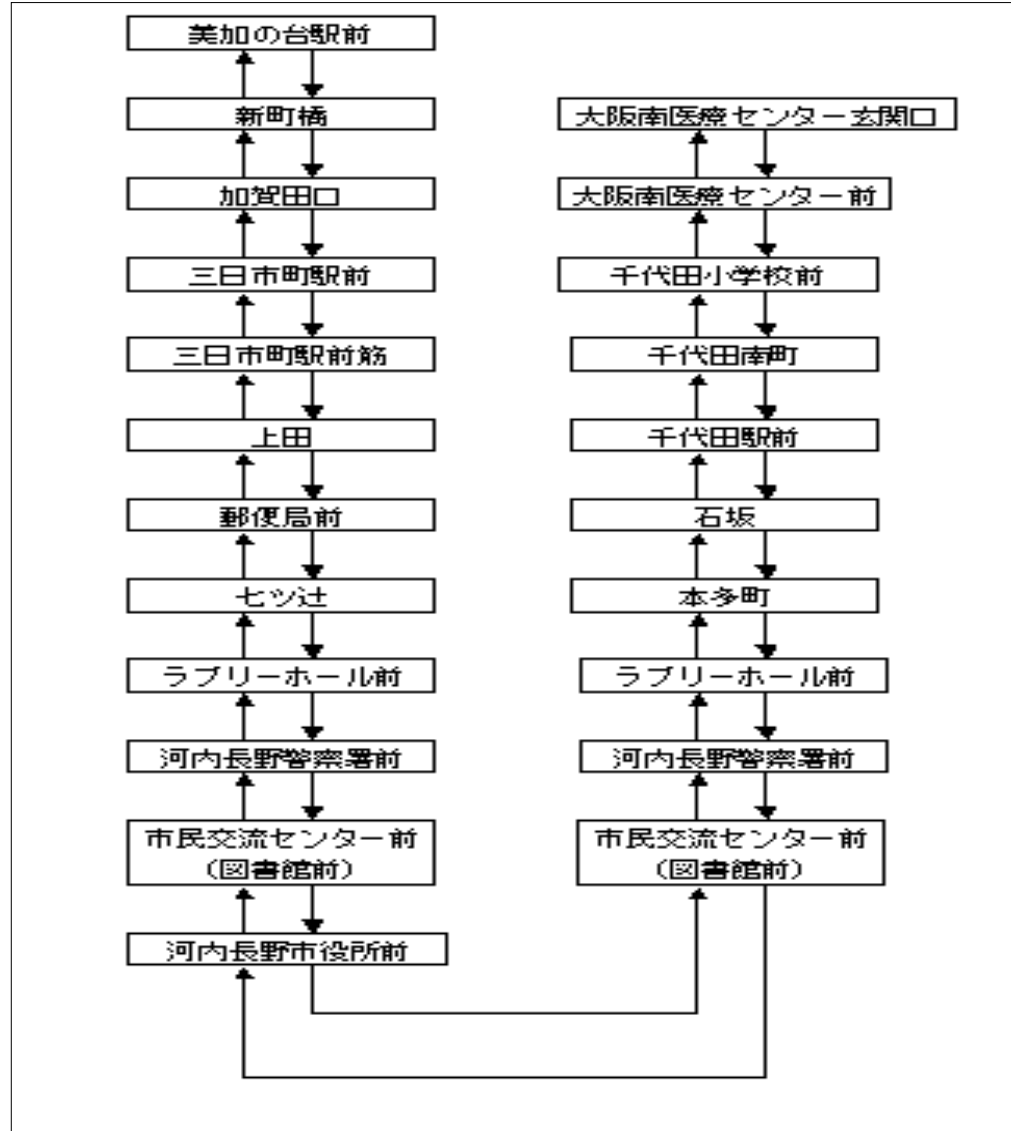 美加の台駅前
新町橋
加賀田口
三日市町駅前
三日市町駅前筋
上田
郵便局前
七ツ辻
ラブリーホール前
河内長野警察署前
市民交流センター前
(図書館前)
河内長野市役所前
大阪南医療センター玄関口
大阪南医療センター前
千代田小学校前
千代田南町
千代田駅前
石坂
本多町
ラブリーホール前
河内長野警察署前
市民交流センター前
(図書館前)